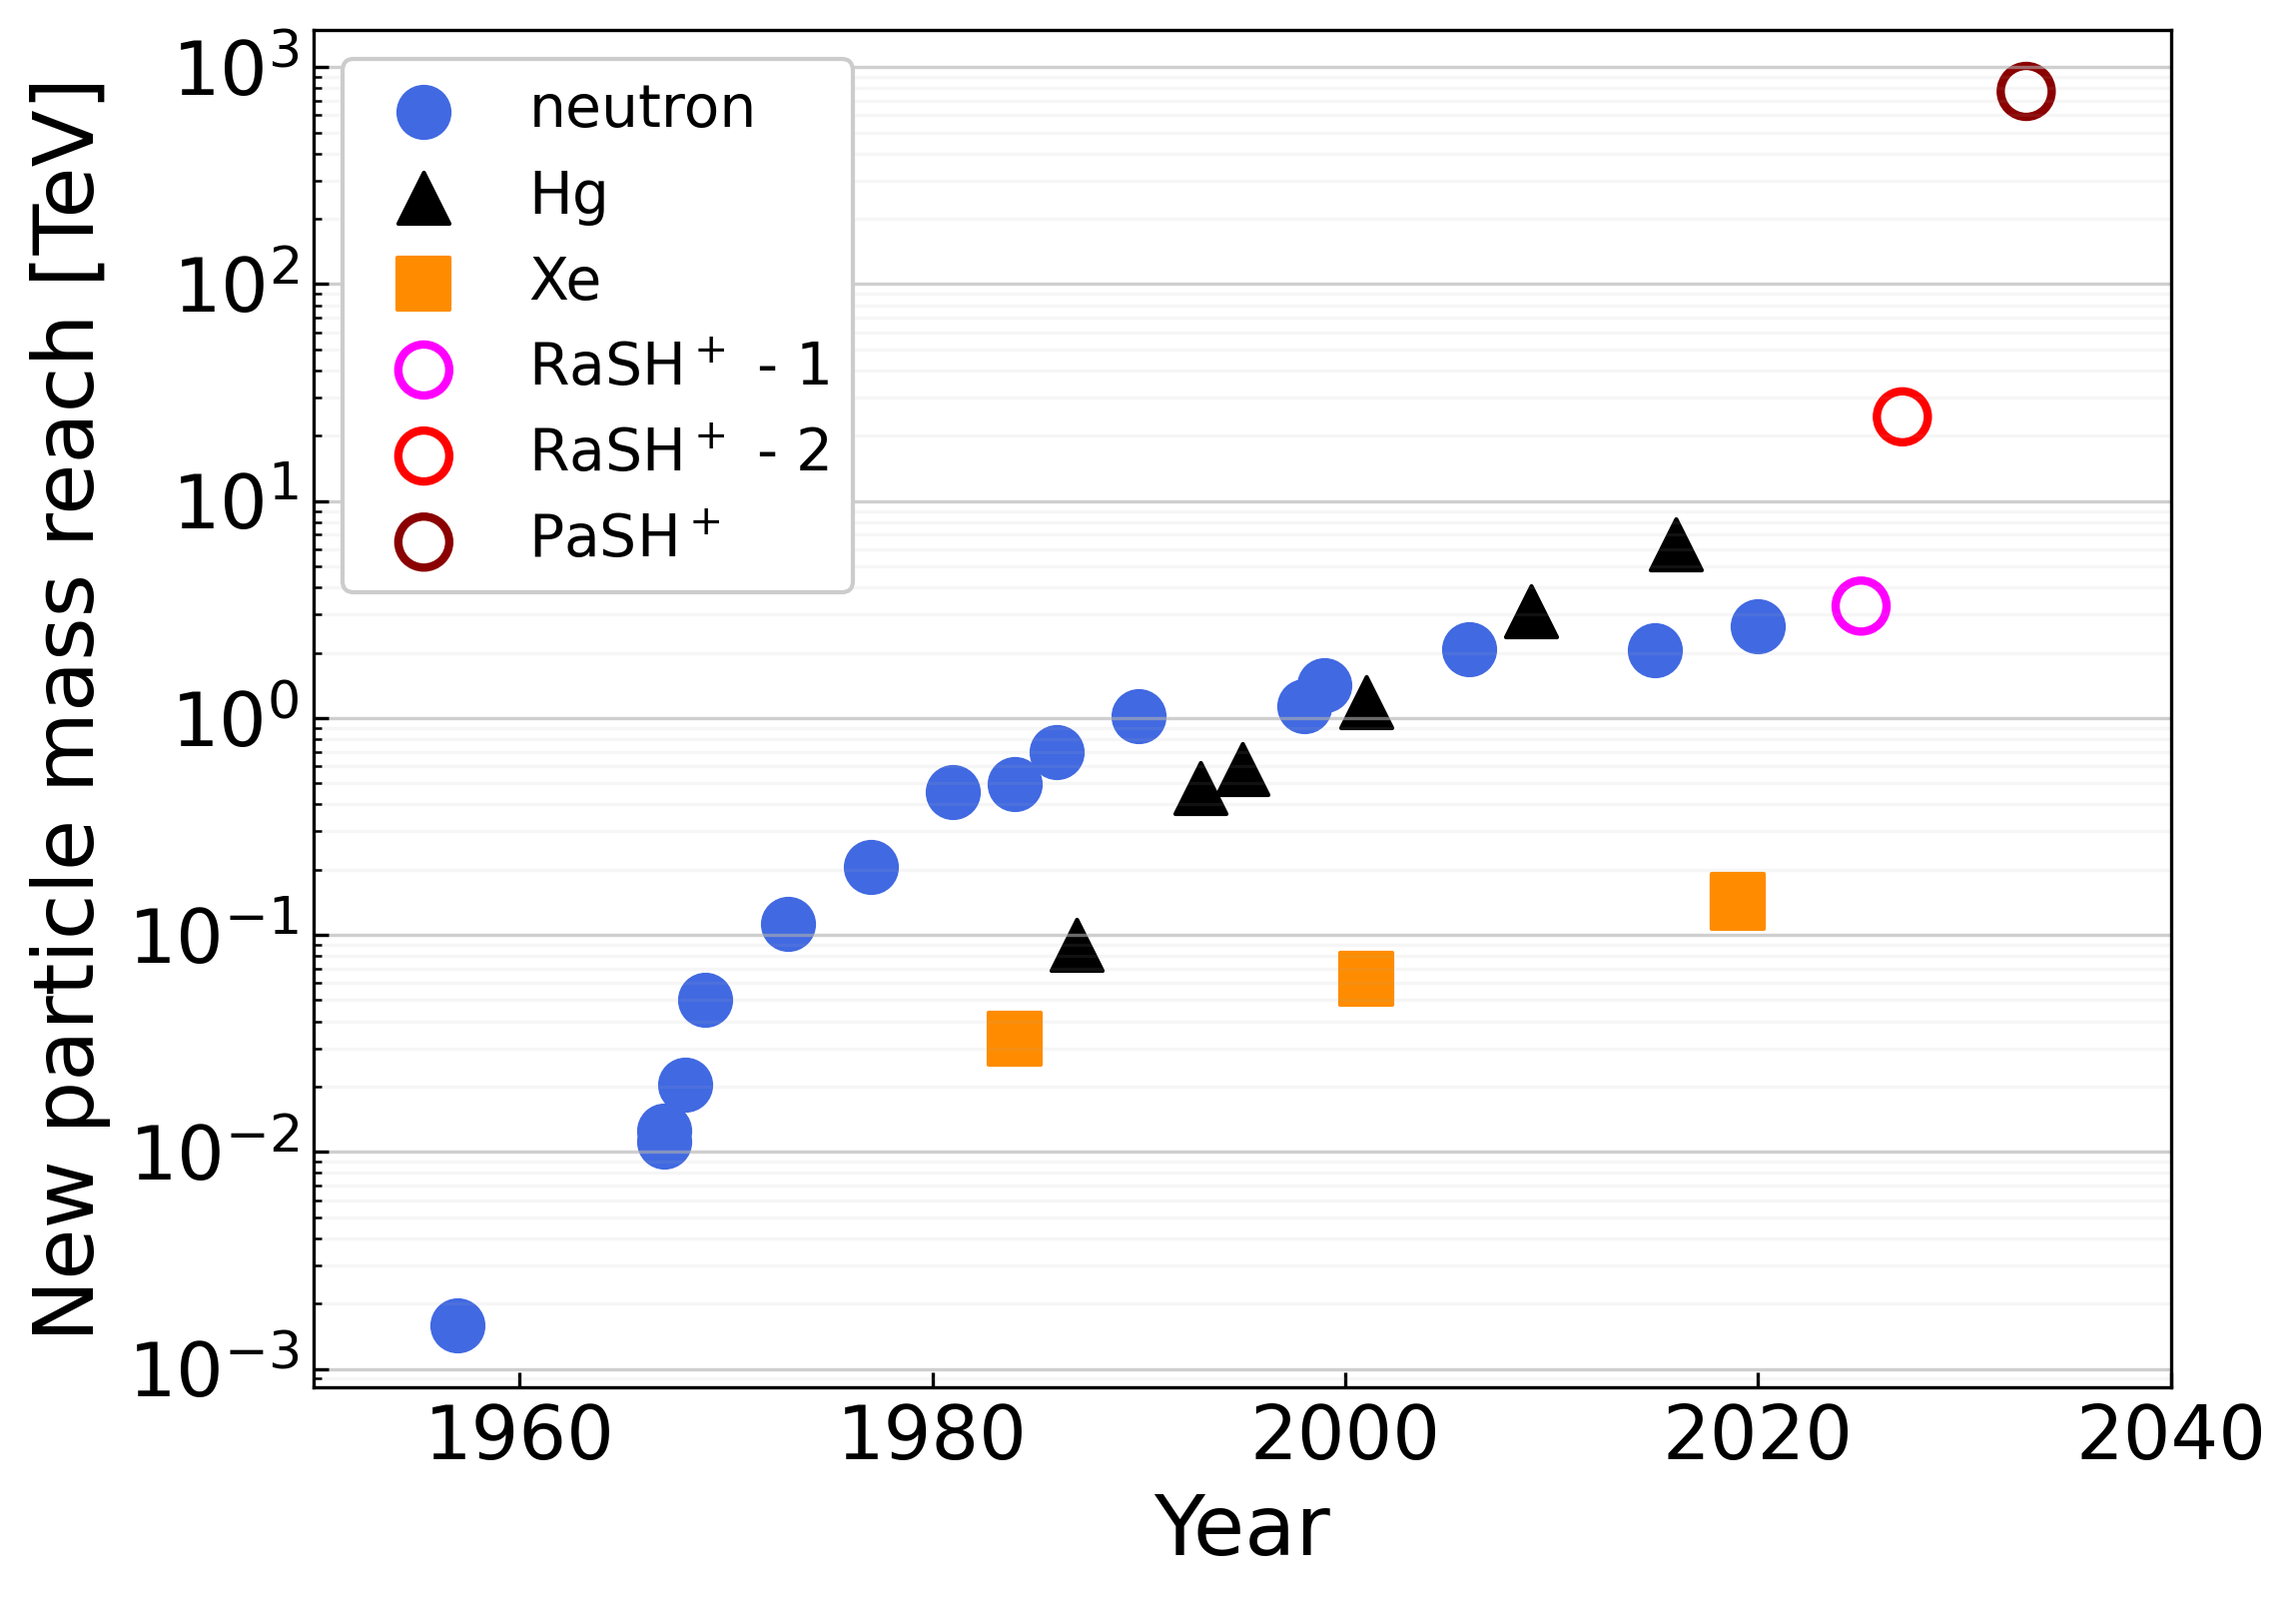 New particle mass reach [TeV]
10³
10²
10¹
10⁰
10⁻¹
10⁻²
10⁻³
neutron
Hg
Xe
RaSH⁺ - 1
RaSH⁺ - 2
PaSH⁺
1960 1980 2000 2020 2040
Year